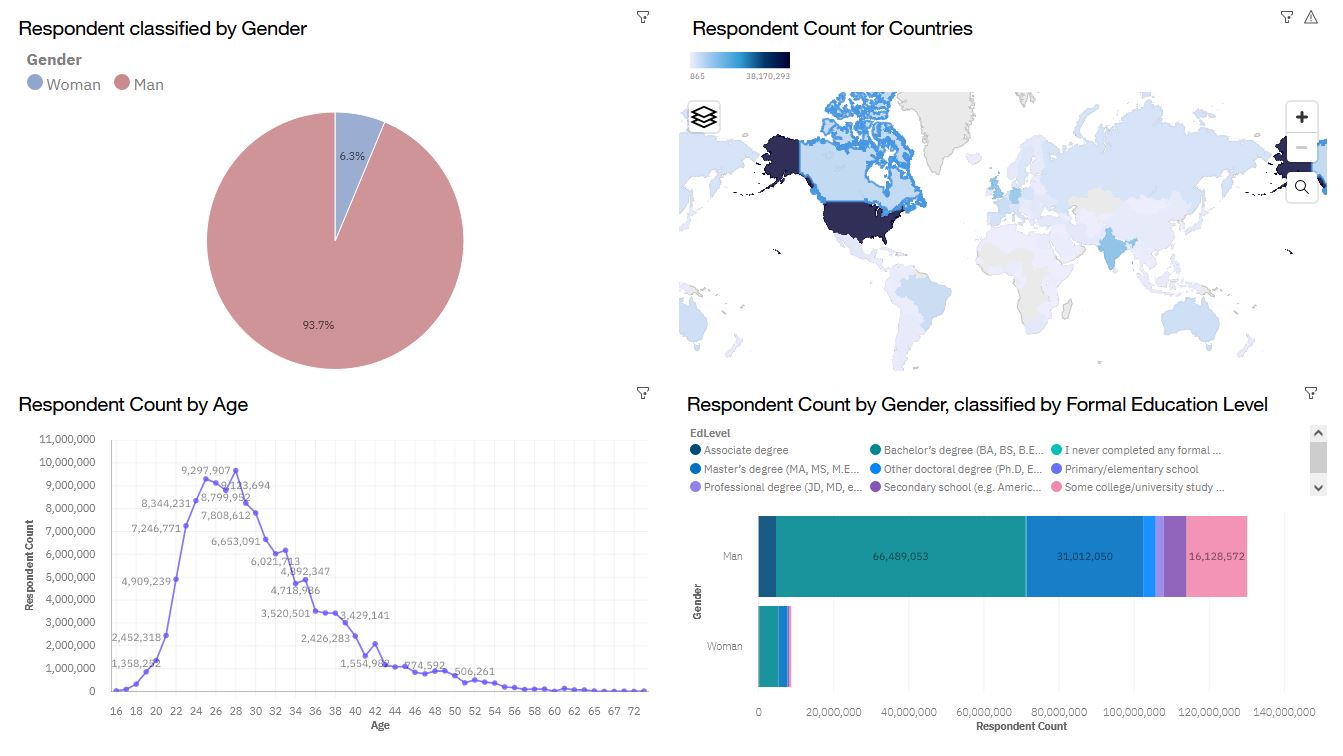 Respondent classified by Gender
Gender
Woman Man
6.3%
93.7%
Respondent Count for Countries
865 38,170,293
+
−
Respondent Count by Age
11,000,000
10,000,000
9,000,000
8,000,000
7,000,000
6,000,000
5,000,000
4,000,000
3,000,000
2,000,000
1,000,000
0
Respondent Count
1,358,252
2,452,318
4,909,239
7,246,771
8,344,231
9,297,907
9,123,694
8,799,952
7,808,612
6,653,091
6,021,713
4,892,347
4,718,986
3,520,501
3,429,141
2,426,283
774,592
506,261
16 18 20 22 24 26 28 30 32 34 36 38 40 42 44 46 48 50 52 54 56 58 60 62 65 67 72
Age
Respondent Count by Gender, classified by Formal Education Level
EdLevel
Associate degree Bachelor’s degree (BA, BS, B.E... I never completed any formal ...
Master’s degree (MA, MS, M.E... Other doctoral degree (Ph.D, E... Primary/elementary school
Professional degree (JD, MD, e... Secondary school (e.g. Americ... Some college/university study ...
Gender
Man 66,489,053 31,012,050 16,128,572
Woman
0 20,000,000 40,000,000 60,000,000 80,000,000 100,000,000 120,000,000 140,000,000
Respondent Count